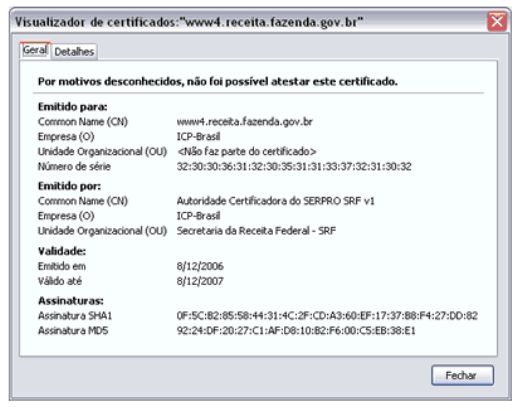 Visualizador de certificados:"www4.receita.fazenda.gov.br"
Geral Detalhes
Por motivos desconhecidos, não foi possível atestar este certificado.
Emitido para:
Common Name (CN) www4.receita.fazenda.gov.br
Empresa (O) ICP-Brasil
Unidade Organizacional (OU) <Não faz parte do certificado>
Número de série 32:30:30:36:31:32:30:35:31:31:33:37:32:31:30:32
Emitido por:
Common Name (CN) Autoridade Certificadora do SERPRO SRF v1
Empresa (O) ICP-Brasil
Unidade Organizacional (OU) Secretaria da Receita Federal - SRF
Validade:
Emitido em 8/12/2006
Válido até 8/12/2007
Assinaturas:
Assinatura SHA1 0F:5C:B2:85:58:44:31:4C:2F:CD:A3:60:EF:17:37:B8:F4:27:DD:82
Assinatura MD5 92:24:DF:20:27:C1:AF:D8:10:B2:F6:00:C5:EB:38:E1
Fechar